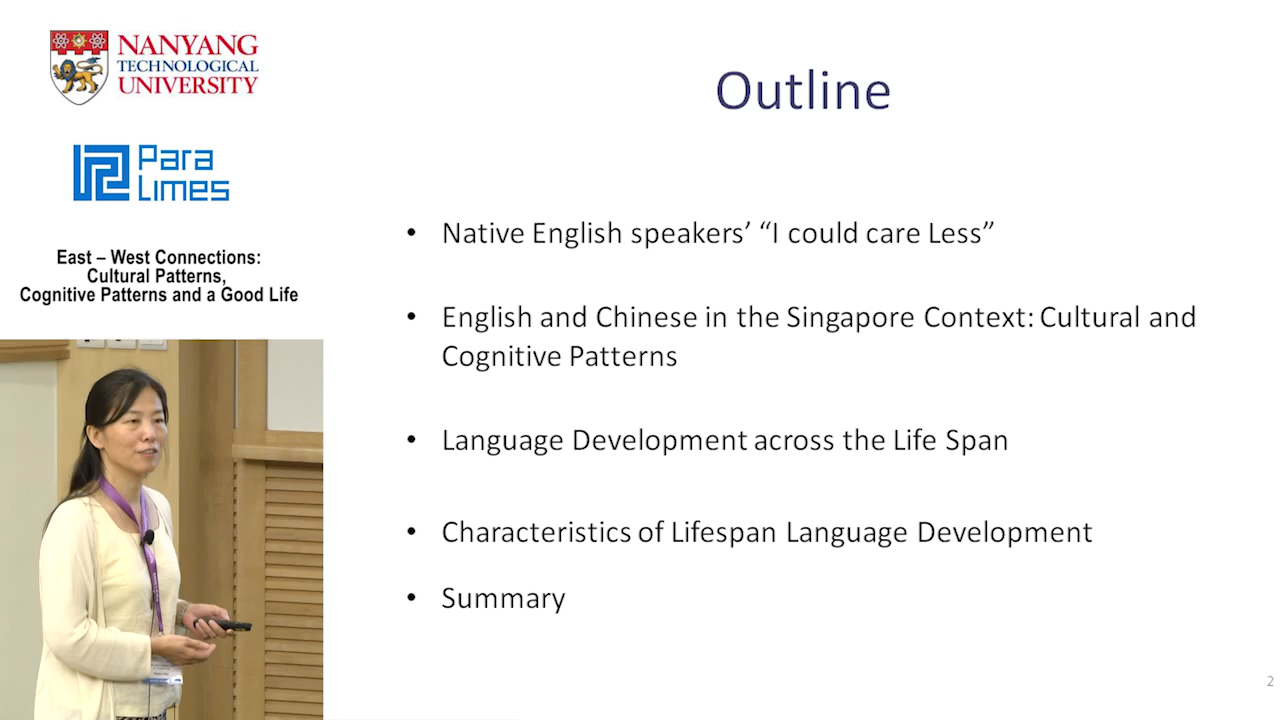 NANYANG
TECHNOLOGICAL
UNIVERSITY
Para
Limes
East – West Connections:
Cultural Patterns,
Cognitive Patterns and a Good Life
Outline
• Native English speakers’ “I could care Less”
• English and Chinese in the Singapore Context: Cultural and
Cognitive Patterns
• Language Development across the Life Span
• Characteristics of Lifespan Language Development
• Summary
2